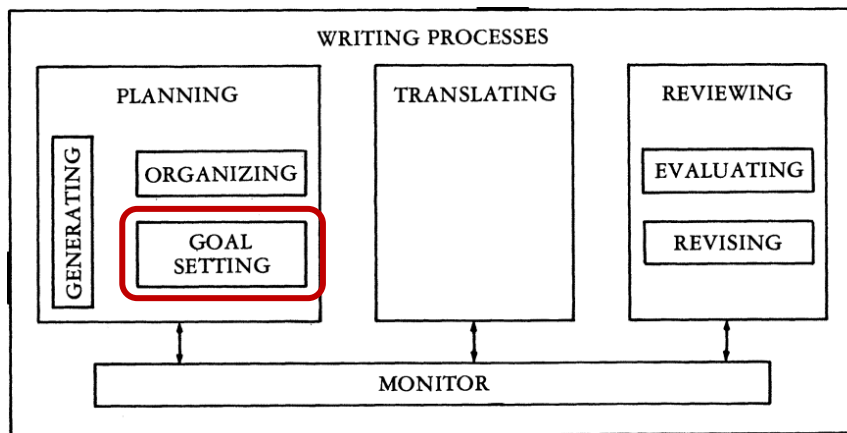 WRITING PROCESSES
PLANNING
GENERATING
ORGANIZING
GOAL
SETTING
TRANSLATING
REVIEWING
EVALUATING
REVISING
MONITOR